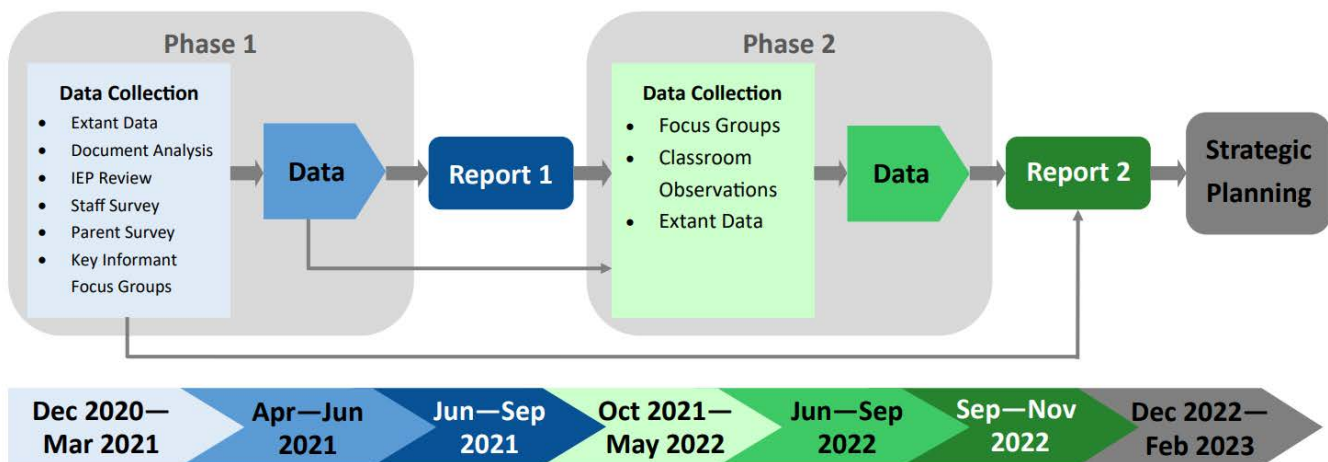 Phase 1
Data Collection
• Extant Data
• Document Analysis
• IEP Review
• Staff Survey
• Parent Survey
• Key Informant
Focus Groups
Data
Report 1
Phase 2
Data Collection
• Focus Groups
• Classroom
Observations
• Extant Data
Data
Report 2
Strategic
Planning
Dec 2020—
Mar 2021
Apr—Jun
2021
Jun—Sep
2021
Oct 2021—
May 2022
Jun—Sep
2022
Sep—Nov
2022
Dec 2022—
Feb 2023